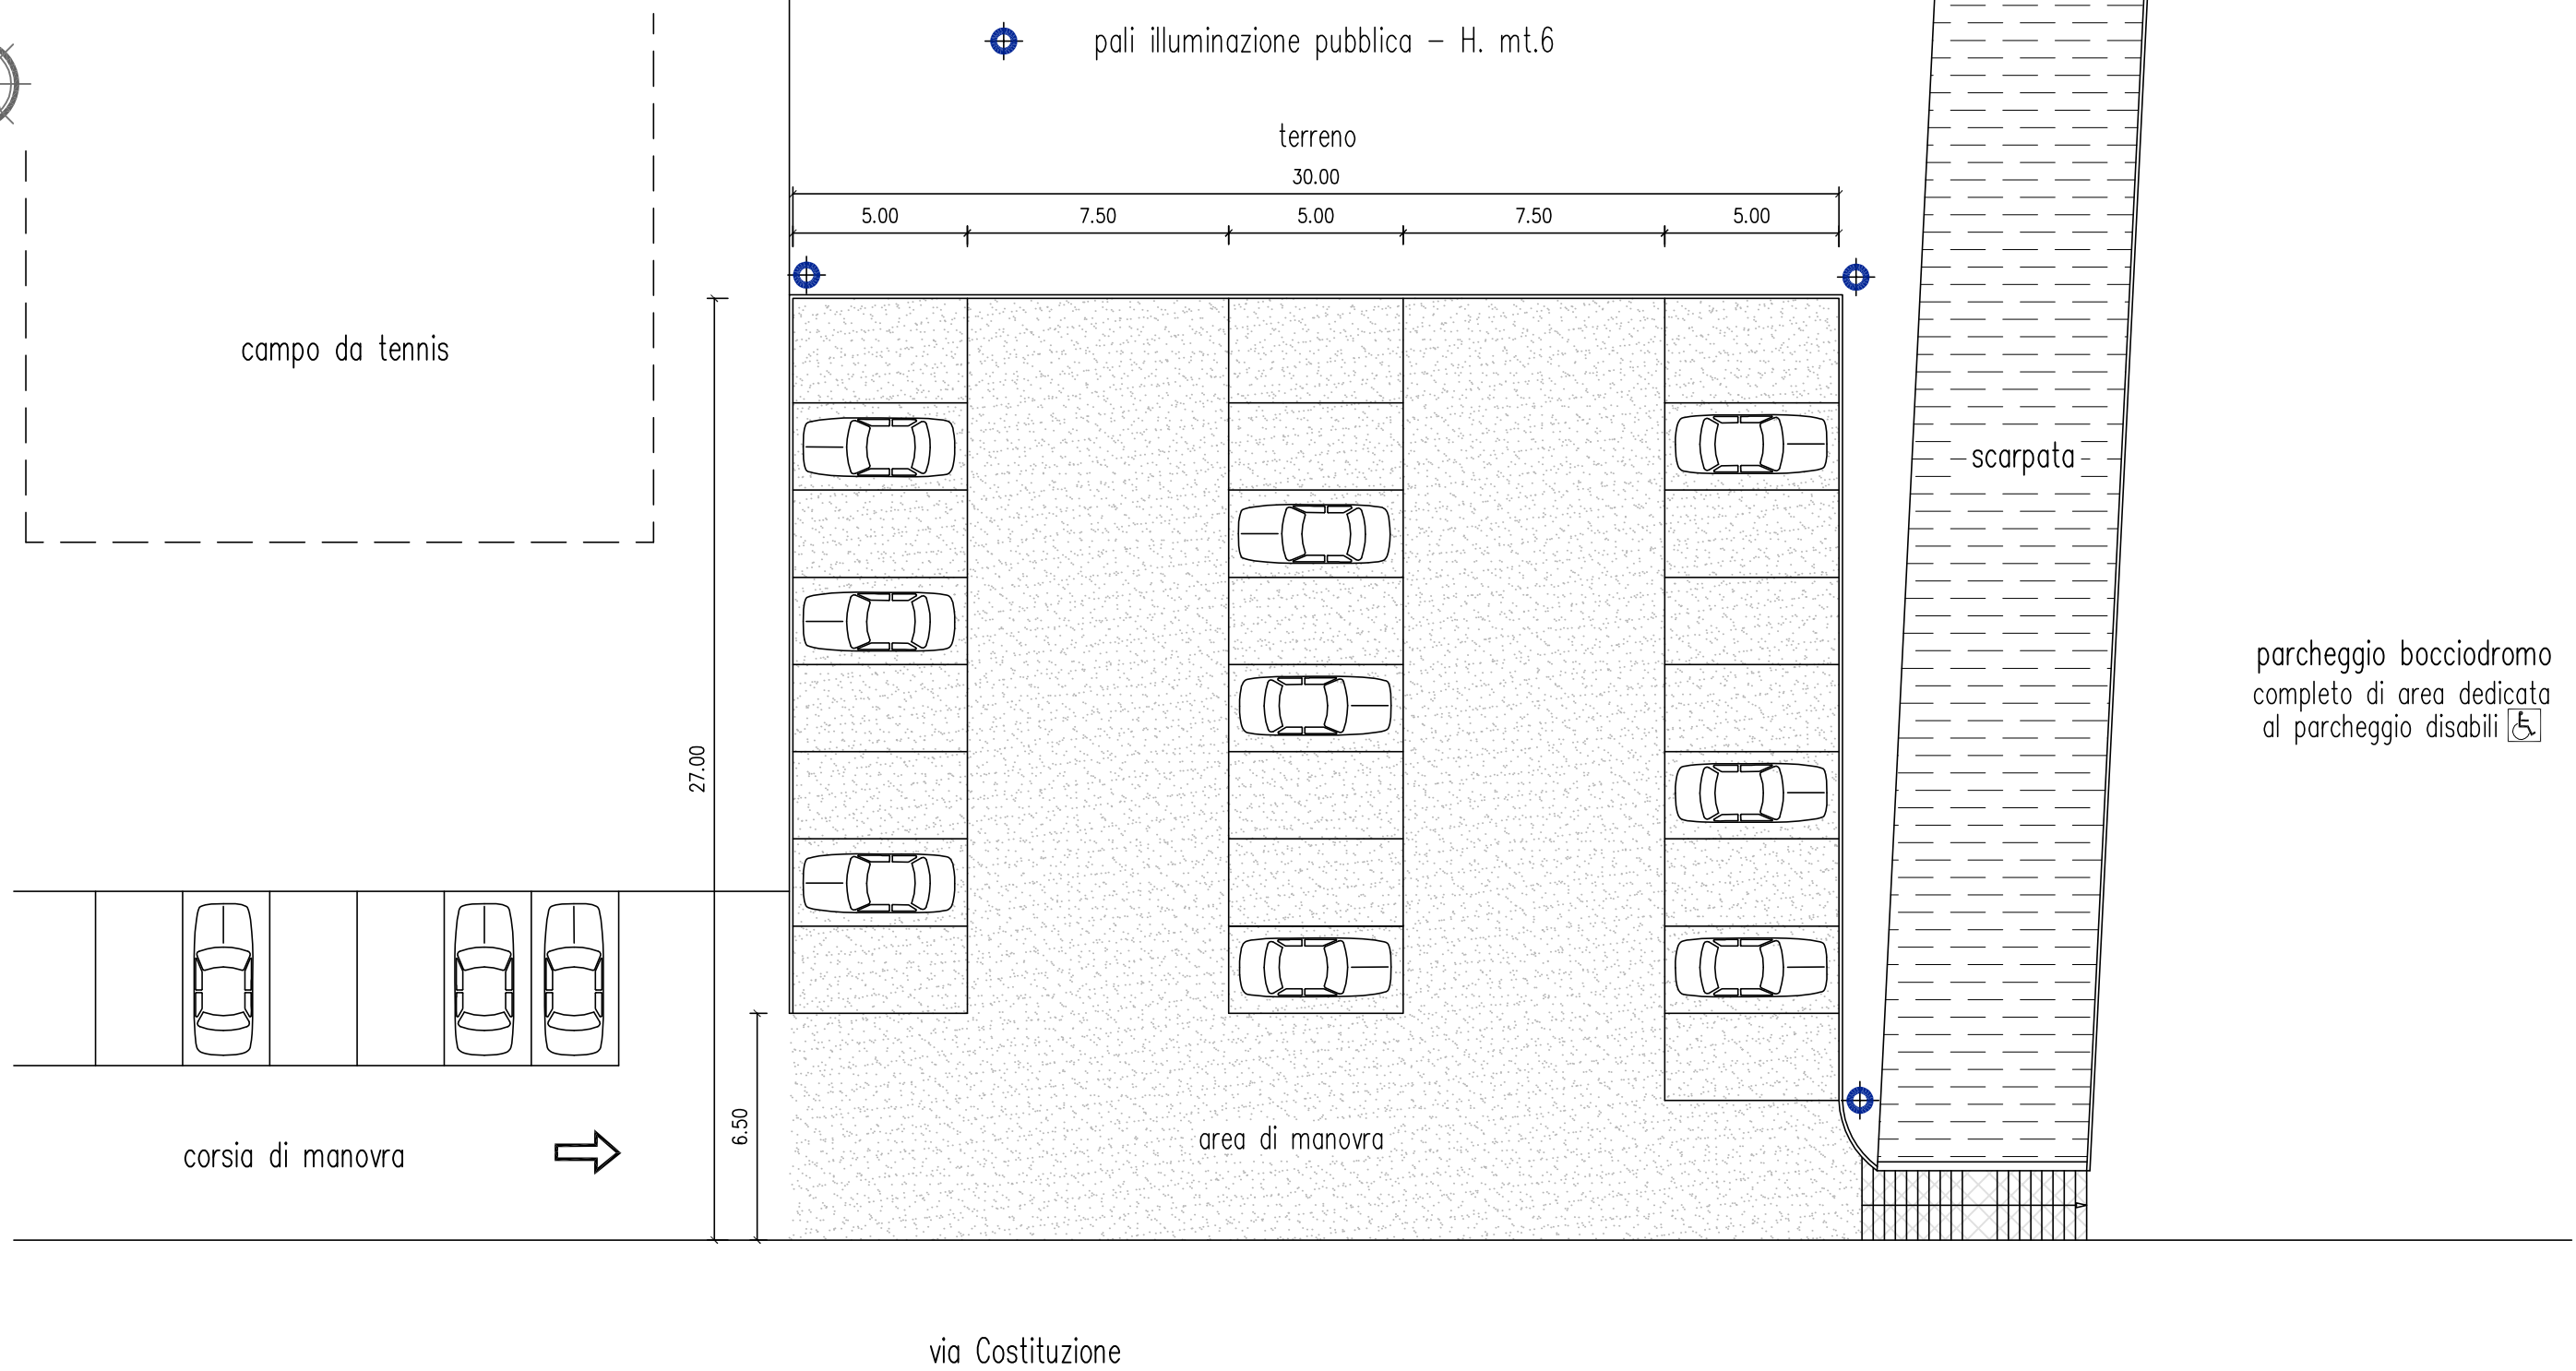 pali illuminazione pubblica - H. mt.6
terreno
30.00
5.00 7.50 5.00 7.50 5.00
campo da tennis
scarpata
parcheggio bocciodromo
completo di area dedicata
al parcheggio disabili
27.00
6.50
area di manovra
corsia di manovra
via Costituzione